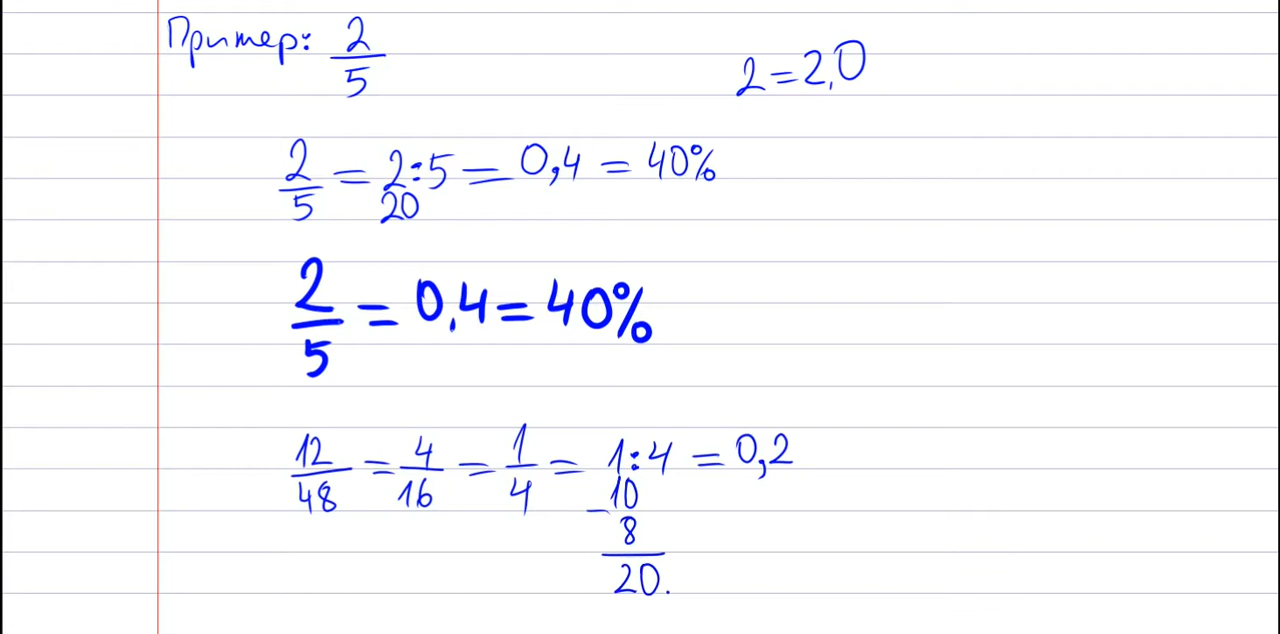 Пример: 2/5
2 = 2,0
2/5 = 2:5 = 0,4 = 40%
20
2/5 = 0,4 = 40%
12/48 = 4/16 = 1/4 = 1:4 = 0,2
-10
8
20.